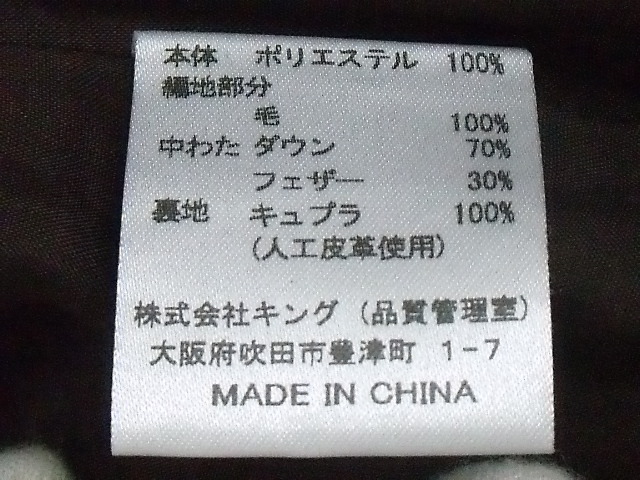 本体 ポリエステル 100%
編地部分
毛 100%
中わた ダウン 70%
フェザー 30%
裏地 キュプラ 100%
(人工皮革使用)
株式会社キング (品質管理室)
大阪府吹田市豊津町 1-7
MADE IN CHINA